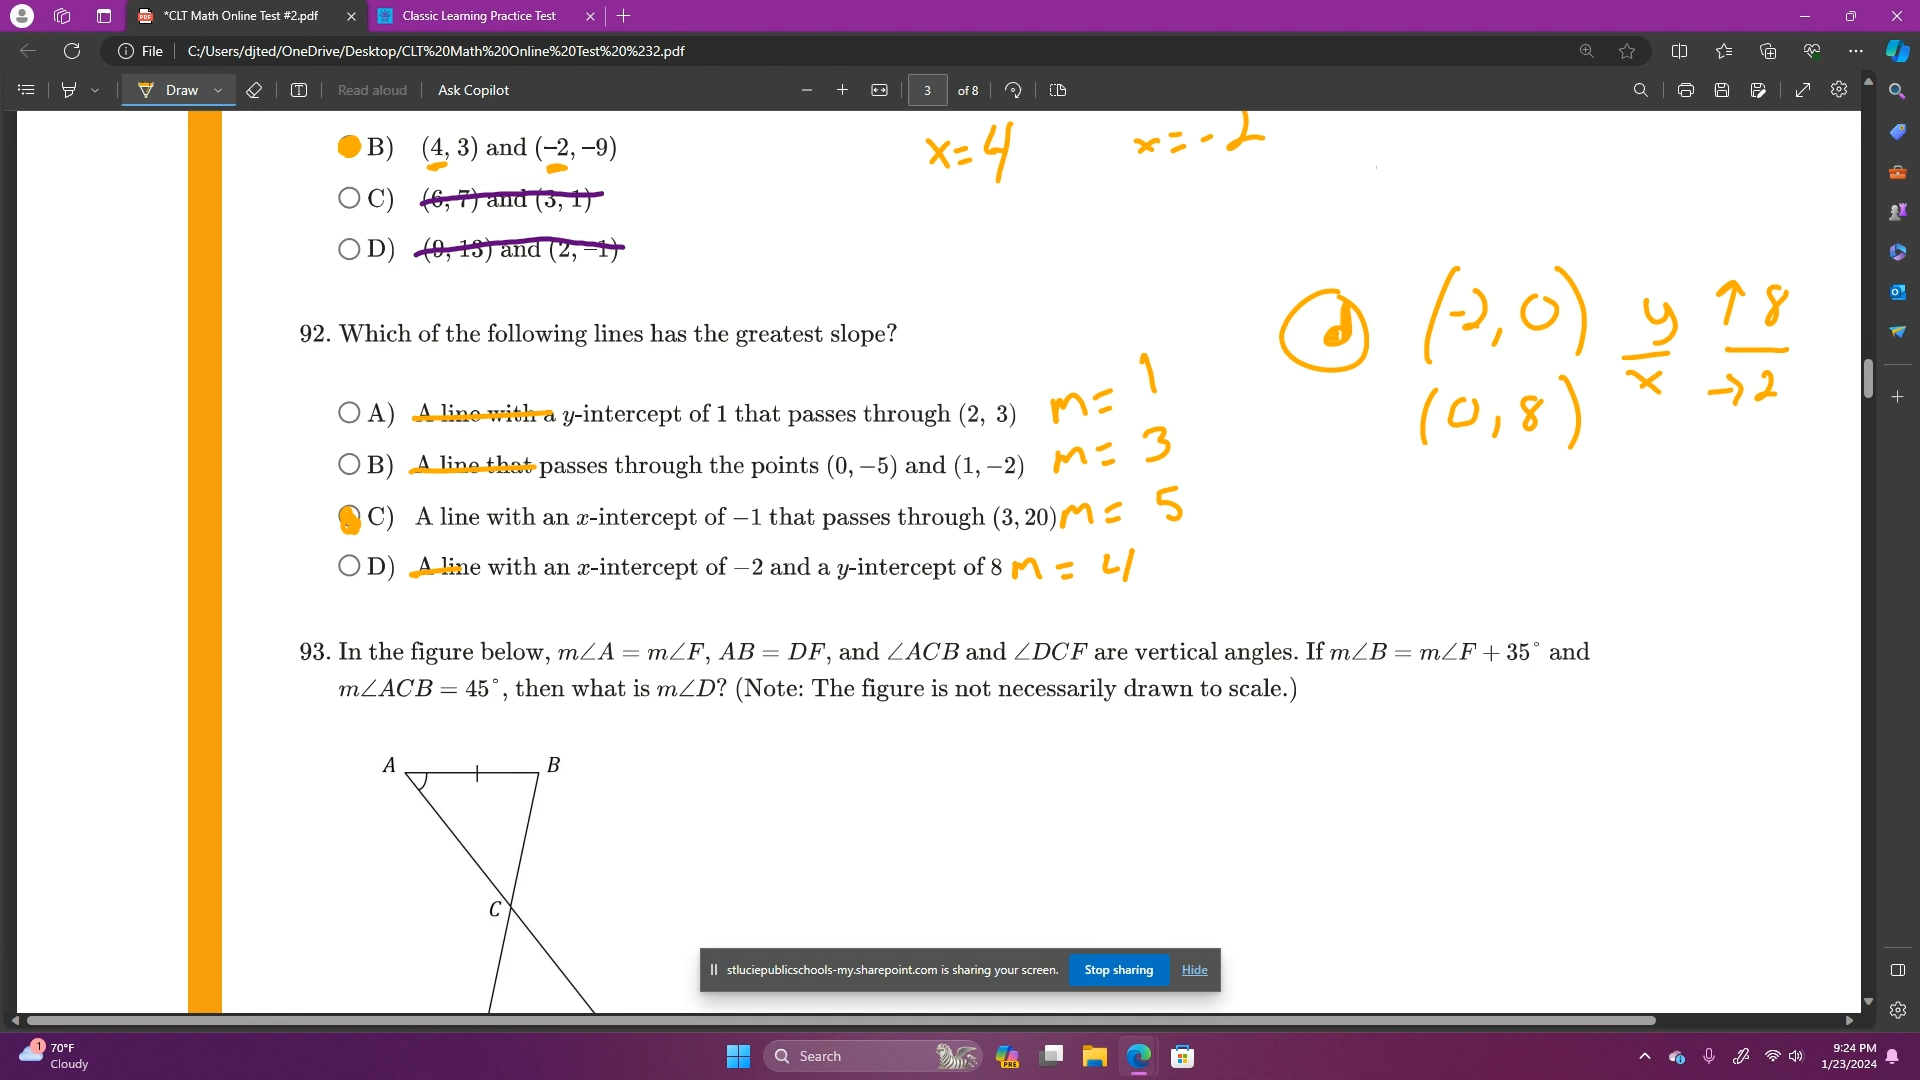 *CLT Math Online Test #2.pdf
Classic Learning Practice Test
File
C:/Users/djted/OneDrive/Desktop/CLT%20Math%20Online%20Test%20%232.pdf
Draw
Read aloud
Ask Copilot
3 of 8
B) (4, 3) and (−2, −9)
x=4
x=-2
C) (6, 7) and (3, 1)
D) (9, 13) and (2, −1)
d (-2, 0) y ↑ 8
(0, 8) x → 2
92. Which of the following lines has the greatest slope?
A) A line with a y-intercept of 1 that passes through (2, 3) m= 1
B) A line that passes through the points (0, −5) and (1, −2) m= 3
C) A line with an x-intercept of −1 that passes through (3, 20) m= 5
D) A line with an x-intercept of −2 and a y-intercept of 8 m = 4
93. In the figure below, m∠A = m∠F, AB = DF, and ∠ACB and ∠DCF are vertical angles. If m∠B = m∠F + 35° and
m∠ACB = 45°, then what is m∠D? (Note: The figure is not necessarily drawn to scale.)
A B
C
stluciepublicschools-my.sharepoint.com is sharing your screen.
Stop sharing
Hide
1
70°F
Cloudy
Search
PRE
9:24 PM
1/23/2024